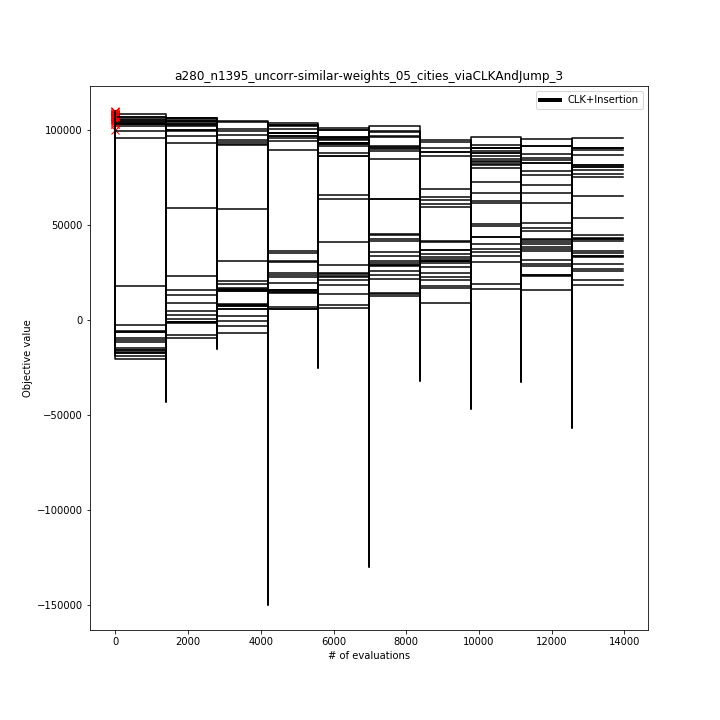 a280_n1395_uncorr-similar-weights_05_cities_viaCLKAndJump_3
CLK+Insertion
100000
50000
0
−50000
−100000
−150000
Objective value
0 2000 4000 6000 8000 10000 12000 14000
# of evaluations